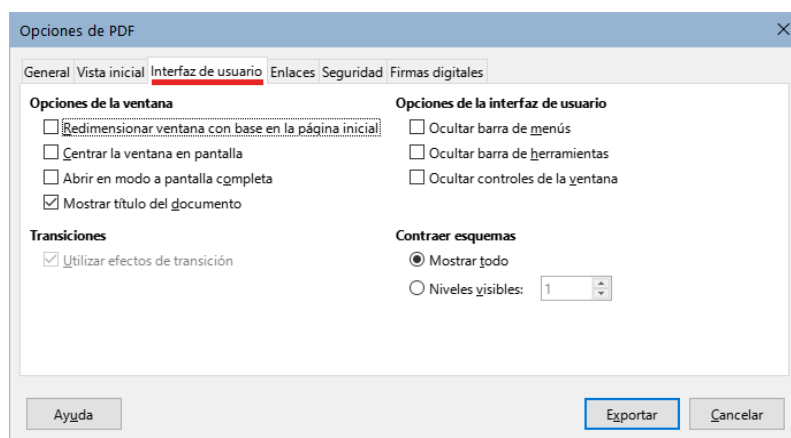 Opciones de PDF
General Vista inicial Interfaz de usuario Enlaces Seguridad Firmas digitales
Opciones de la ventana
Redimensionar ventana con base en la página inicial
Centrar la ventana en pantalla
Abrir en modo a pantalla completa
Mostrar título del documento
Transiciones
Utilizar efectos de transición
Opciones de la interfaz de usuario
Ocultar barra de menús
Ocultar barra de herramientas
Ocultar controles de la ventana
Contraer esquemas
Mostrar todo
Niveles visibles: 1
Ayuda Exportar Cancelar